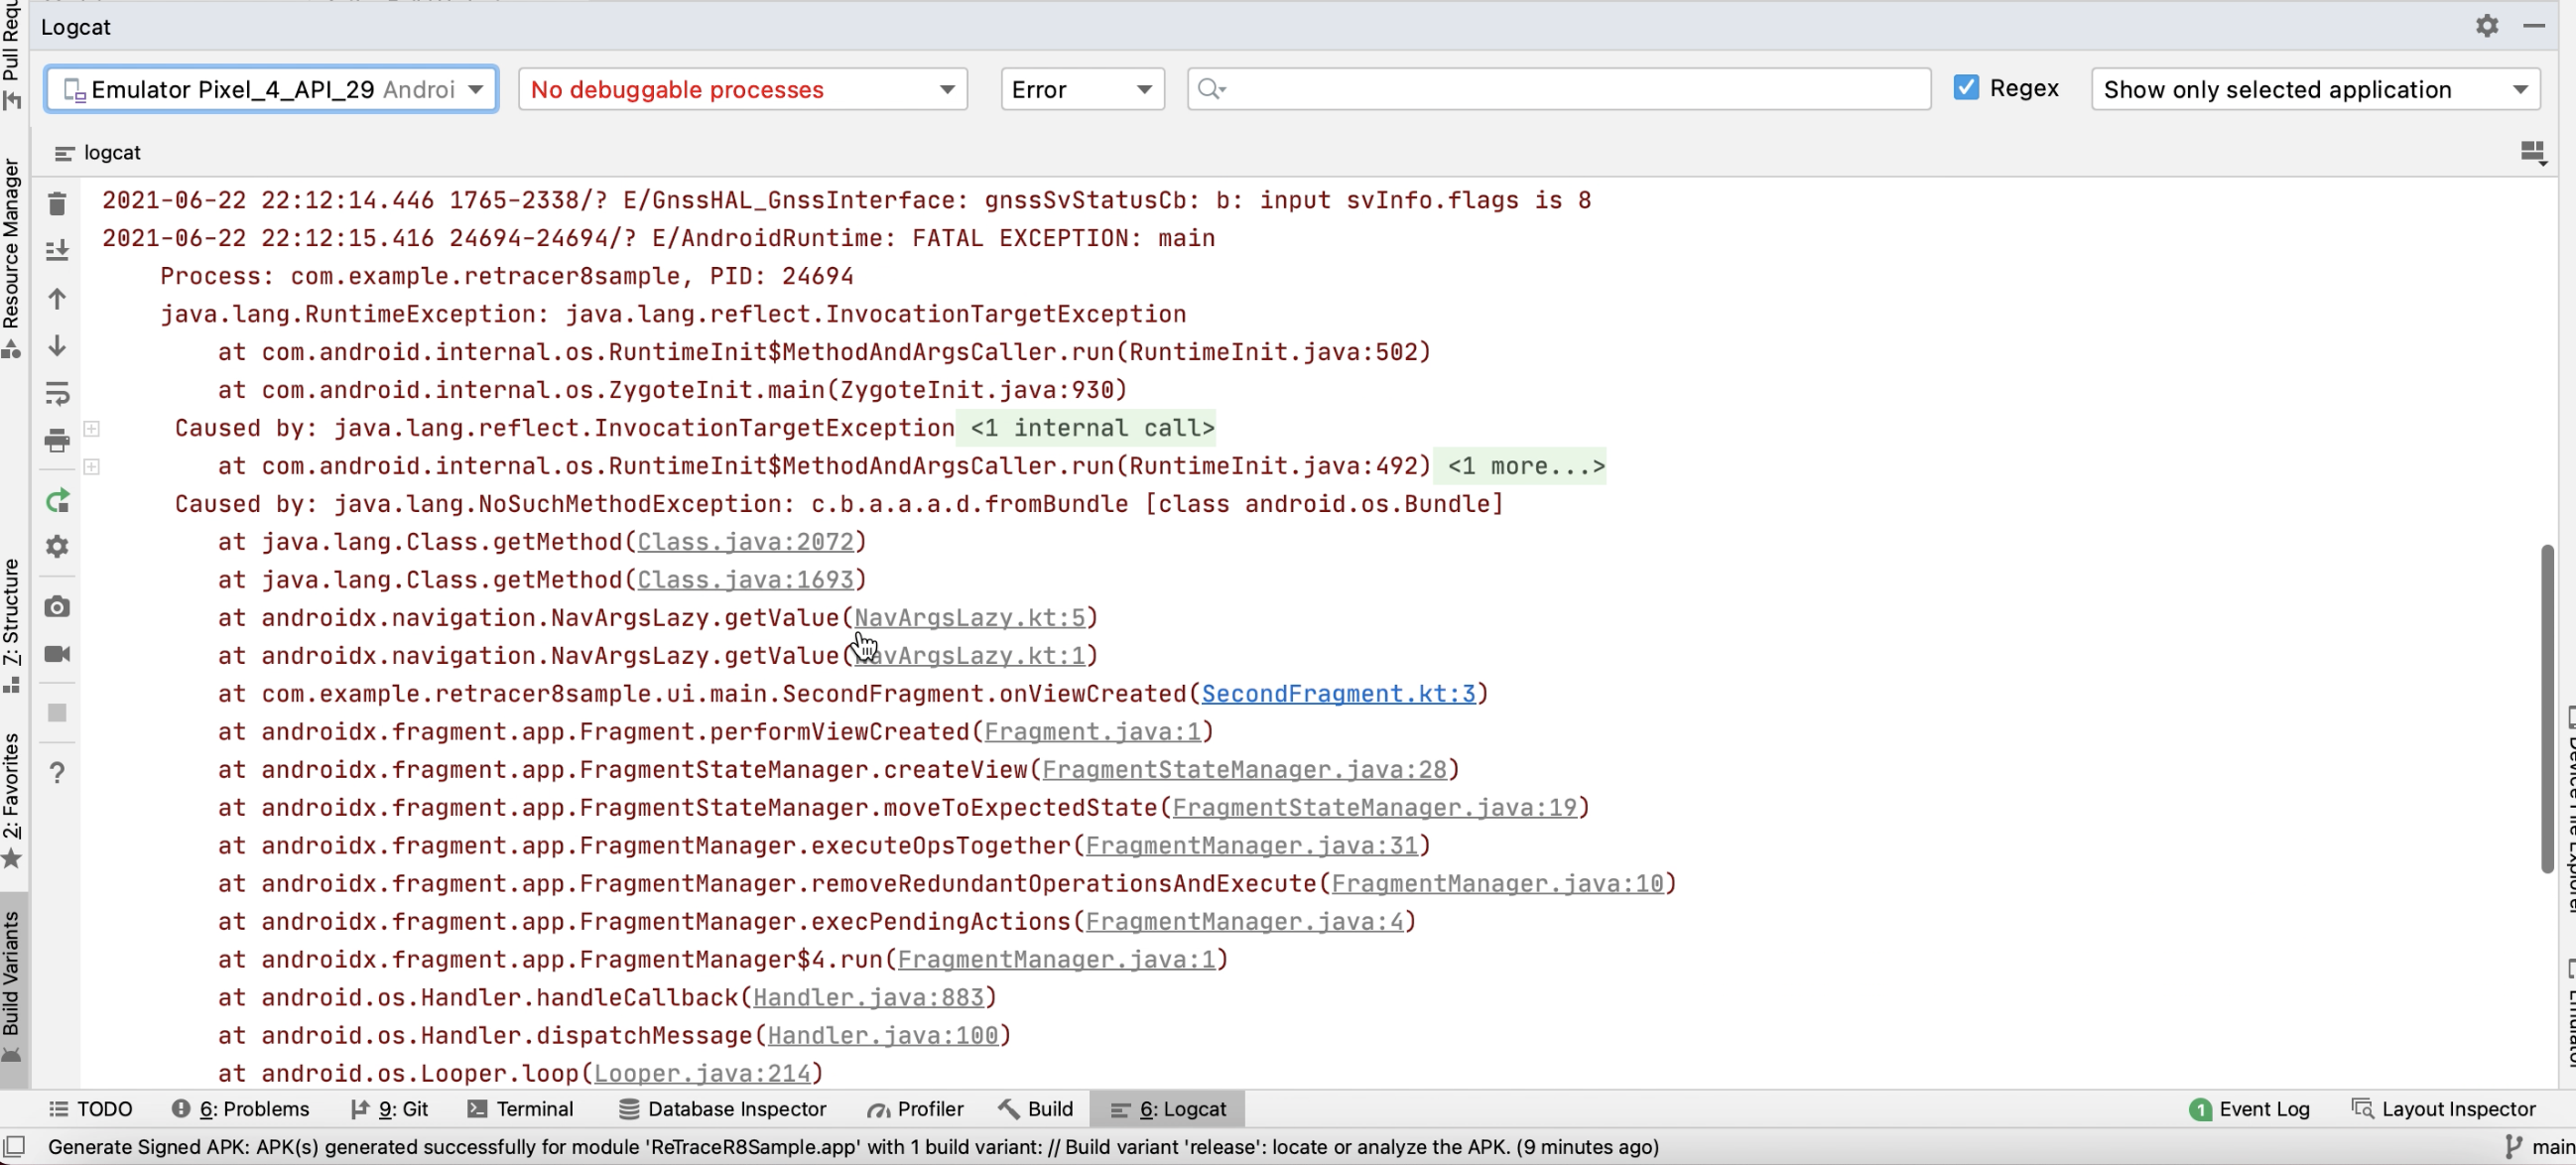 Logcat
Emulator Pixel_4_API_29 Androi
No debuggable processes
Error
Regex
Show only selected application
logcat
2021-06-22 22:12:14.446 1765-2338/? E/GnssHAL_GnssInterface: gnssSvStatusCb: b: input svInfo.flags is 8
2021-06-22 22:12:15.416 24694-24694/? E/AndroidRuntime: FATAL EXCEPTION: main
Process: com.example.retracer8sample, PID: 24694
java.lang.RuntimeException: java.lang.reflect.InvocationTargetException
at com.android.internal.os.RuntimeInit$MethodAndArgsCaller.run(RuntimeInit.java:502)
at com.android.internal.os.ZygoteInit.main(ZygoteInit.java:930)
Caused by: java.lang.reflect.InvocationTargetException <1 internal call>
at com.android.internal.os.RuntimeInit$MethodAndArgsCaller.run(RuntimeInit.java:492) <1 more...>
Caused by: java.lang.NoSuchMethodException: c.b.a.a.a.d.fromBundle [class android.os.Bundle]
at java.lang.Class.getMethod(Class.java:2072)
at java.lang.Class.getMethod(Class.java:1693)
at androidx.navigation.NavArgsLazy.getValue(NavArgsLazy.kt:5)
at androidx.navigation.NavArgsLazy.getValue(NavArgsLazy.kt:1)
at com.example.retracer8sample.ui.main.SecondFragment.onViewCreated(SecondFragment.kt:3)
at androidx.fragment.app.Fragment.performViewCreated(Fragment.java:1)
at androidx.fragment.app.FragmentStateManager.createView(FragmentStateManager.java:28)
at androidx.fragment.app.FragmentStateManager.moveToExpectedState(FragmentStateManager.java:19)
at androidx.fragment.app.FragmentManager.executeOpsTogether(FragmentManager.java:31)
at androidx.fragment.app.FragmentManager.removeRedundantOperationsAndExecute(FragmentManager.java:10)
at androidx.fragment.app.FragmentManager.execPendingActions(FragmentManager.java:4)
at androidx.fragment.app.FragmentManager$4.run(FragmentManager.java:1)
at android.os.Handler.handleCallback(Handler.java:883)
at android.os.Handler.dispatchMessage(Handler.java:100)
at android.os.Looper.loop(Looper.java:214)
Pull Requ
Resource Manager
7: Structure
2: Favorites
Build Variants
TODO
6: Problems
9: Git
Terminal
Database Inspector
Profiler
Build
6: Logcat
1 Event Log
Layout Inspector
Generate Signed APK: APK(s) generated successfully for module 'ReTraceR8Sample.app' with 1 build variant: // Build variant 'release': locate or analyze the APK. (9 minutes ago)
main